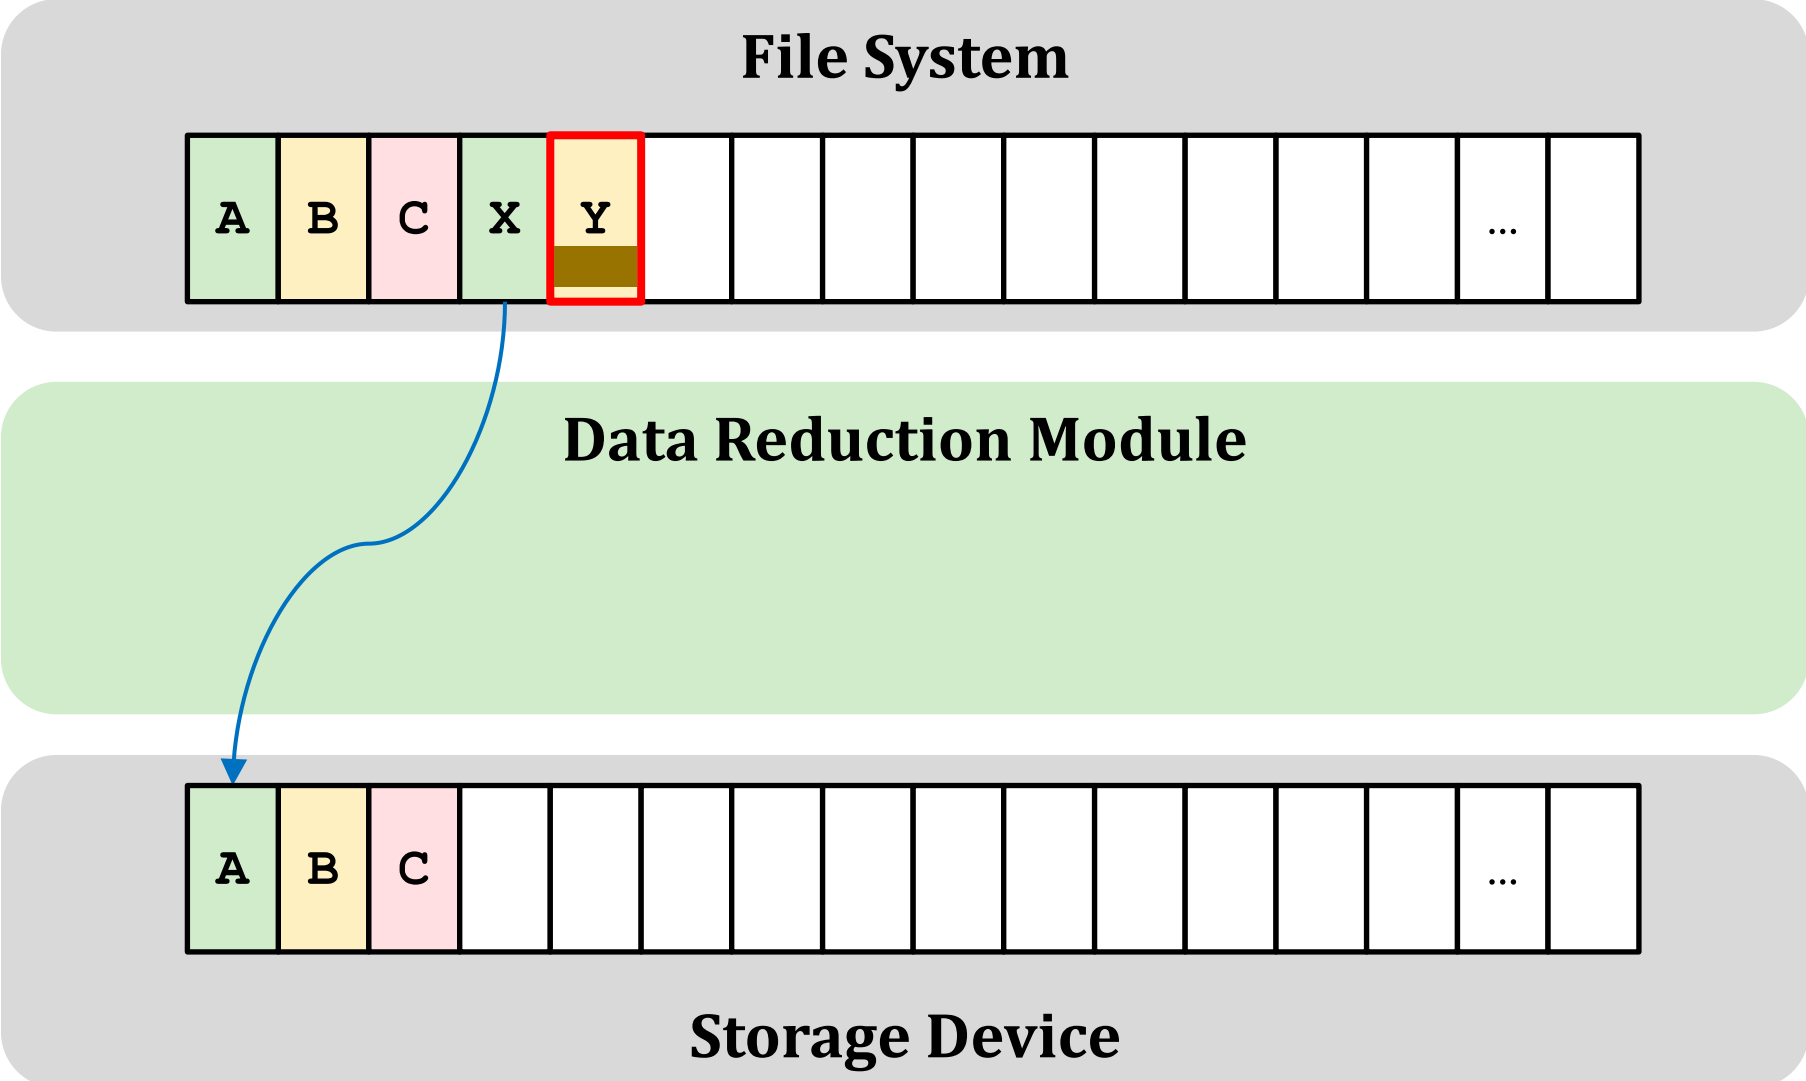 File System
A B C X Y ...
Data Reduction Module
A B C ...
Storage Device